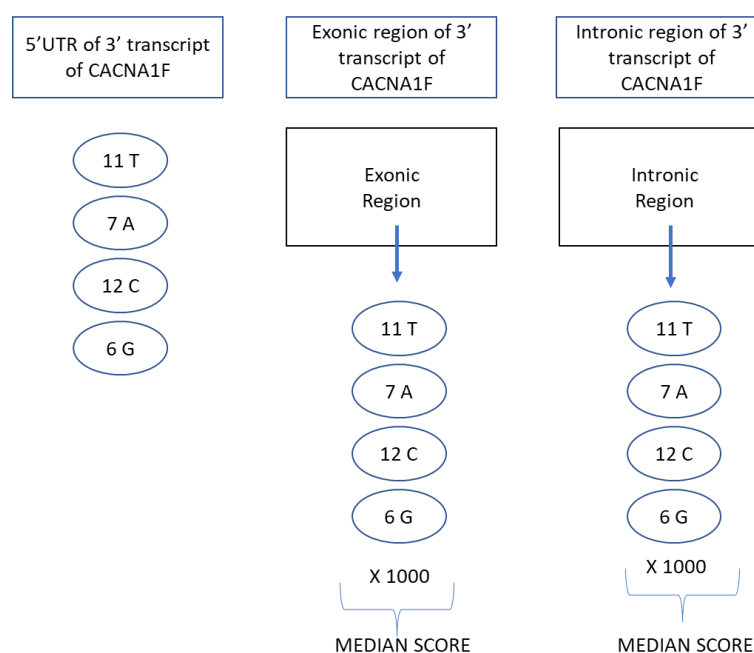 5’UTR of 3’ transcript
of CACNA1F
11 T
7 A
12 C
6 G
Exonic region of 3’
transcript of
CACNA1F
Exonic
Region
11 T
7 A
12 C
6 G
X 1000
MEDIAN SCORE
Intronic region of 3’
transcript of
CACNA1F
Intronic
Region
11 T
7 A
12 C
6 G
X 1000
MEDIAN SCORE